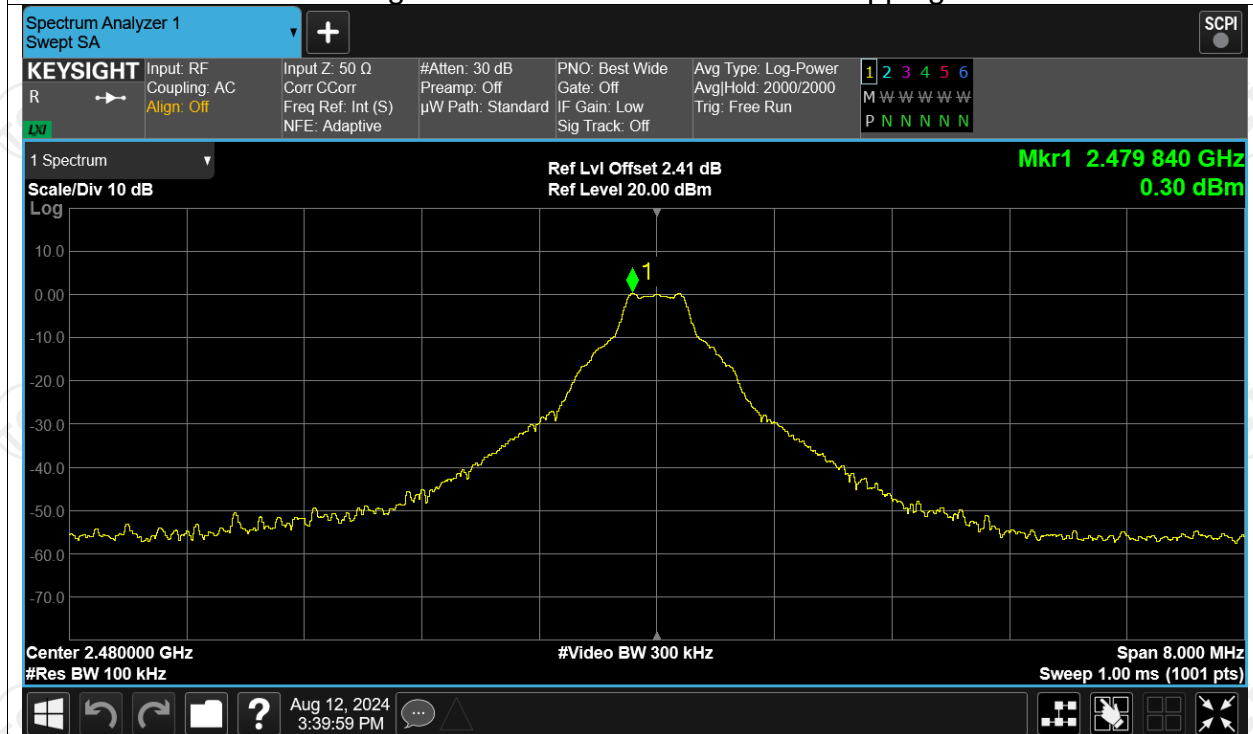 Spectrum Analyzer 1
Swept SA
+
SCPI
KEYSIGHT
R
LXI
Input: RF
Coupling: AC
Align: Off
Input Z: 50 Ω
Corr CCorr
Freq Ref: Int (S)
NFE: Adaptive
#Atten: 30 dB
Preamp: Off
µW Path: Standard
PNO: Best Wide
Gate: Off
IF Gain: Low
Sig Track: Off
Avg Type: Log-Power
Avg|Hold: 2000/2000
Trig: Free Run
1 2 3 4 5 6
M W W W W W
P N N N N N
1 Spectrum
Scale/Div 10 dB
Log
Ref Lvl Offset 2.41 dB
Ref Level 20.00 dBm
Mkr1 2.479 840 GHz
0.30 dBm
10.0
1
0.00
-10.0
-20.0
-30.0
-40.0
-50.0
-60.0
-70.0
Center 2.480000 GHz
#Res BW 100 kHz
#Video BW 300 kHz
Span 8.000 MHz
Sweep 1.00 ms (1001 pts)
?
Aug 12, 2024
3:39:59 PM